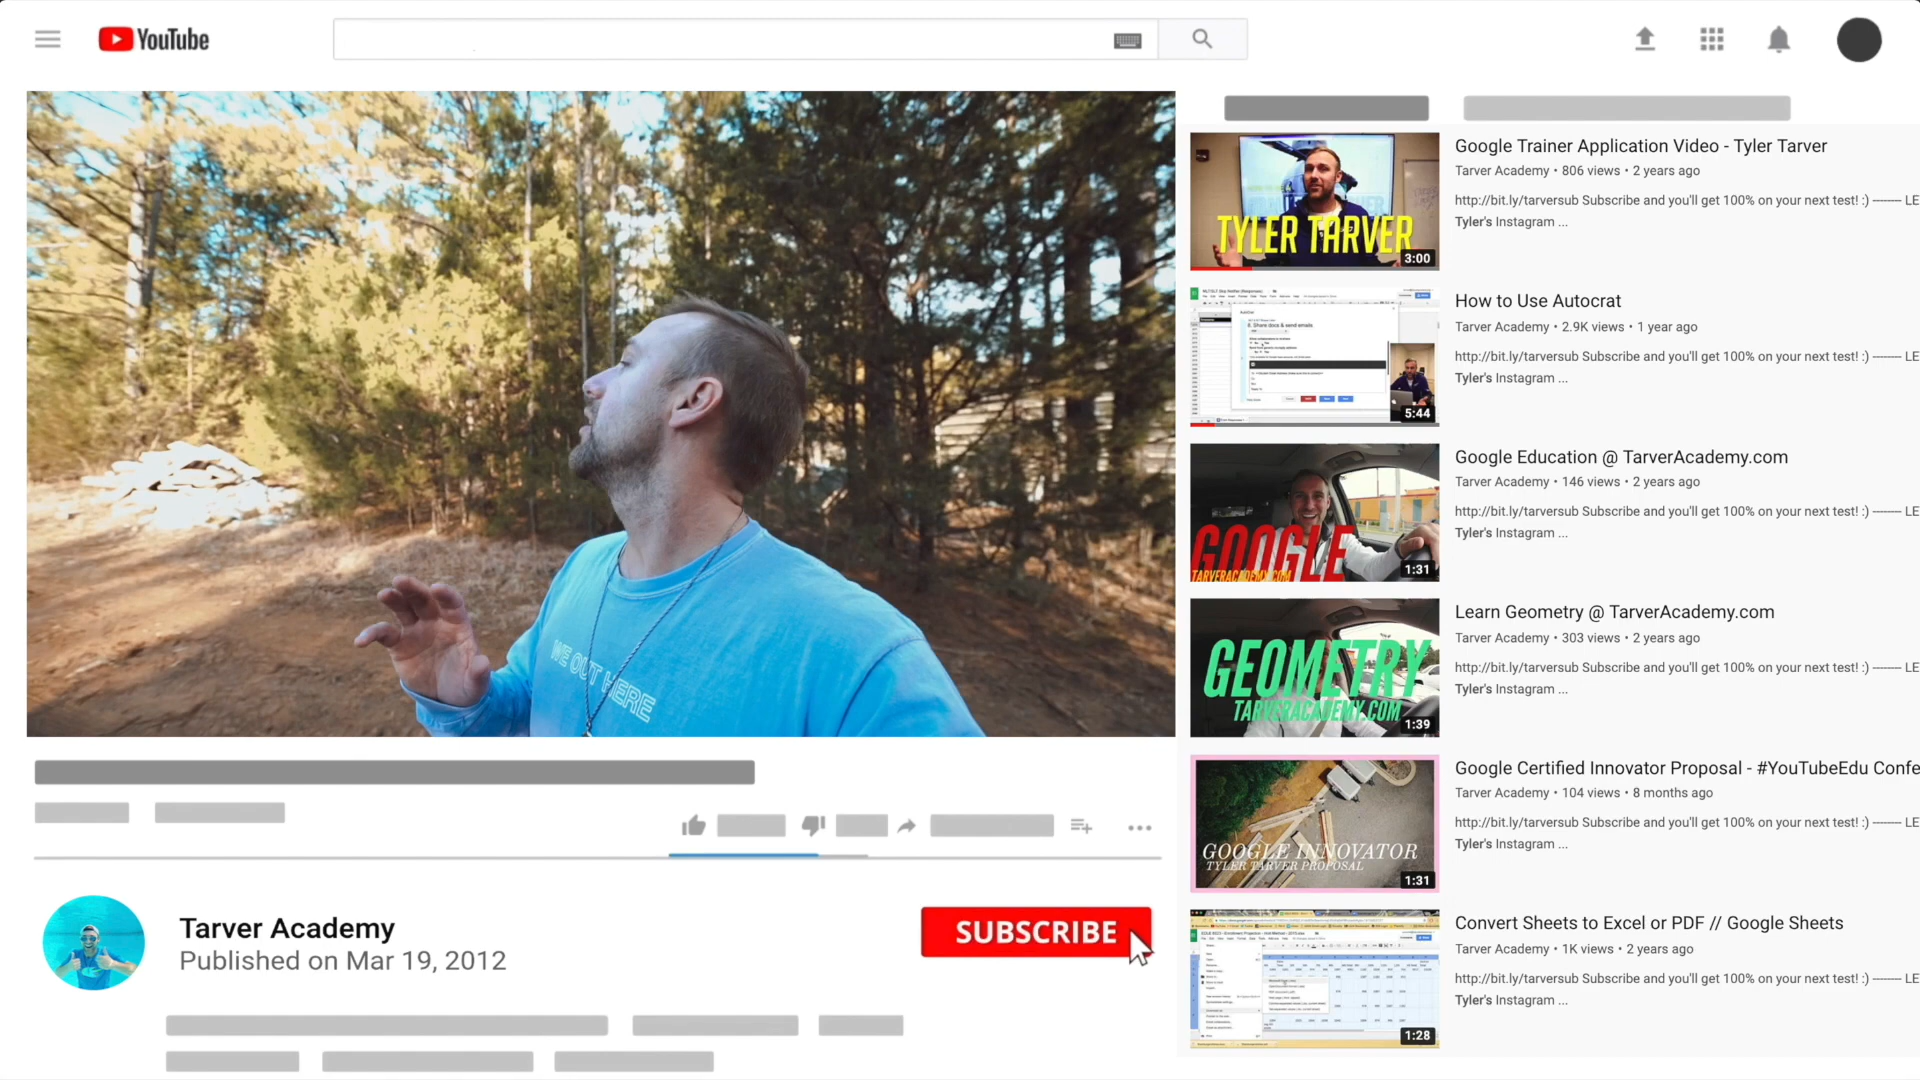 YouTube
WE OUT HERE
Tarver Academy
Published on Mar 19, 2012
SUBSCRIBE
TYLER TARVER
3:00
Google Trainer Application Video - Tyler Tarver
Tarver Academy • 806 views • 2 years ago
http://bit.ly/tarversub Subscribe and you'll get 100% on your next test! :) -------- LE
Tyler's Instagram ...
8. Share docs & send emails
5:44
How to Use Autocrat
Tarver Academy • 2.9K views • 1 year ago
http://bit.ly/tarversub Subscribe and you'll get 100% on your next test! :) -------- LE
Tyler's Instagram ...
GOOGLE
TARVERACADEMY.COM
1:31
Google Education @ TarverAcademy.com
Tarver Academy • 146 views • 2 years ago
http://bit.ly/tarversub Subscribe and you'll get 100% on your next test! :) -------- LE
Tyler's Instagram ...
GEOMETRY
TARVERACADEMY.COM
1:39
Learn Geometry @ TarverAcademy.com
Tarver Academy • 303 views • 2 years ago
http://bit.ly/tarversub Subscribe and you'll get 100% on your next test! :) -------- LE
Tyler's Instagram ...
GOOGLE INNOVATOR
TYLER TARVER PROPOSAL
1:31
Google Certified Innovator Proposal - #YouTubeEdu Confe
Tarver Academy • 104 views • 8 months ago
http://bit.ly/tarversub Subscribe and you'll get 100% on your next test! :) -------- LE
Tyler's Instagram ...
1:28
Convert Sheets to Excel or PDF // Google Sheets
Tarver Academy • 1K views • 2 years ago
http://bit.ly/tarversub Subscribe and you'll get 100% on your next test! :) -------- LE
Tyler's Instagram ...